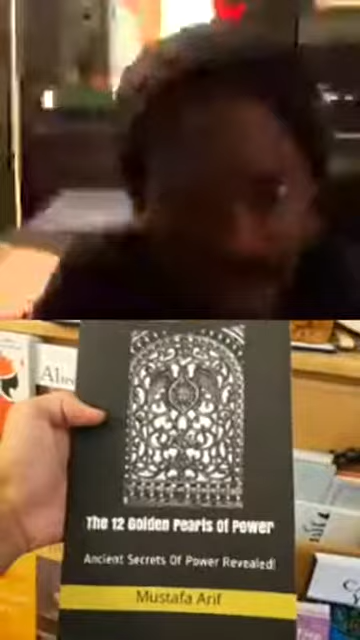 The 12 Golden Pearls Of Power
Ancient Secrets Of Power Revealed!
Mustafa Arif